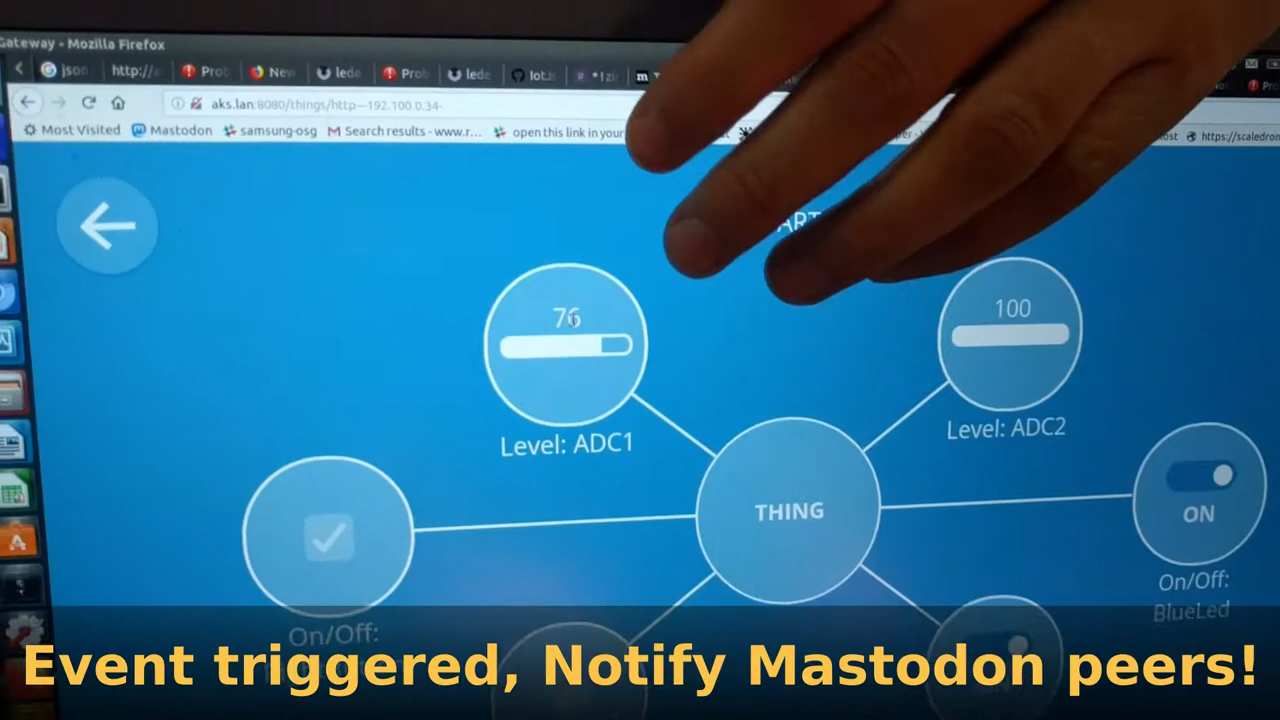 Gateway - Mozilla Firefox
json http:// Prob New lede Prob lede
aks.lan:8080/things/http—192.100.0.34-
Most Visited Mastodon samsung-osg Search results - www.r... open this link in your https://scaledron
76
100
Level: ADC1
Level: ADC2
THING
ON
On/Off:
BlueLed
On/Off:
Event triggered, Notify Mastodon peers!